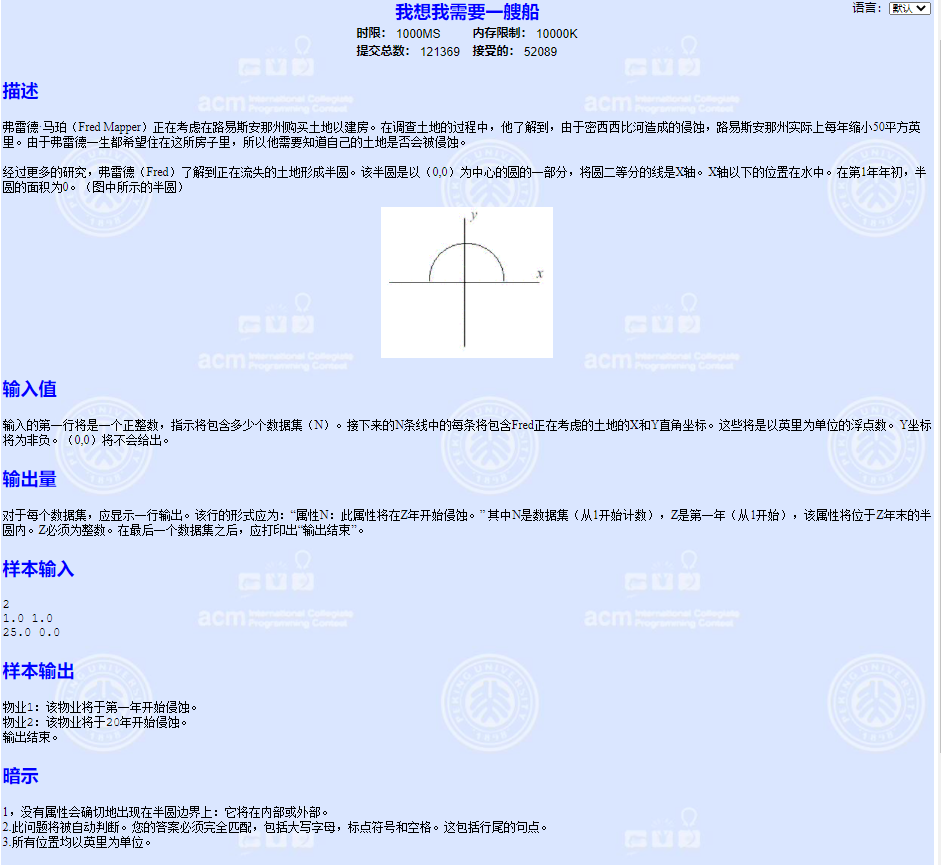 语言： 默认
我想我需要一艘船
时限： 1000MS 内存限制： 10000K
提交总数： 121369 接受的： 52089
描述
弗雷德·马珀（Fred Mapper）正在考虑在路易斯安那州购买土地以建房。在调查土地的过程中，他了解到，由于密西西比河造成的侵蚀，路易斯安那州实际上每年缩小50平方英
里。由于弗雷德一生都希望住在这所房子里，所以他需要知道自己的土地是否会被侵蚀。
经过更多的研究，弗雷德（Fred）了解到正在流失的土地形成半圆。该半圆是以（0,0）为中心的圆的一部分，将圆二等分的线是X轴。X轴以下的位置在水中。在第1年年初，半
圆的面积为0。（图中所示的半圆）
y
x
输入值
输入的第一行将是一个正整数，指示将包含多少个数据集（N）。接下来的N条线中的每条将包含Fred正在考虑的土地的X和Y直角坐标。这些将是以英里为单位的浮点数。Y坐标
将为非负。（0,0）将不会给出。
输出量
对于每个数据集，应显示一行输出。该行的形式应为：“属性N：此属性将在Z年开始侵蚀。” 其中N是数据集（从1开始计数），Z是第一年（从1开始），该属性将位于Z年末的半
圆内。Z必须为整数。在最后一个数据集之后，应打印出“输出结束”。
样本输入
2
1.0 1.0
25.0 0.0
样本输出
物业1：该物业将于第一年开始侵蚀。
物业2：该物业将于20年开始侵蚀。
输出结束。
暗示
1，没有属性会确切地出现在半圆边界上：它将在内部或外部。
2.此问题将被自动判断。您的答案必须完全匹配，包括大写字母，标点符号和空格。这包括行尾的句点。
3.所有位置均以英里为单位。
acm International Collegiate Programming Contest